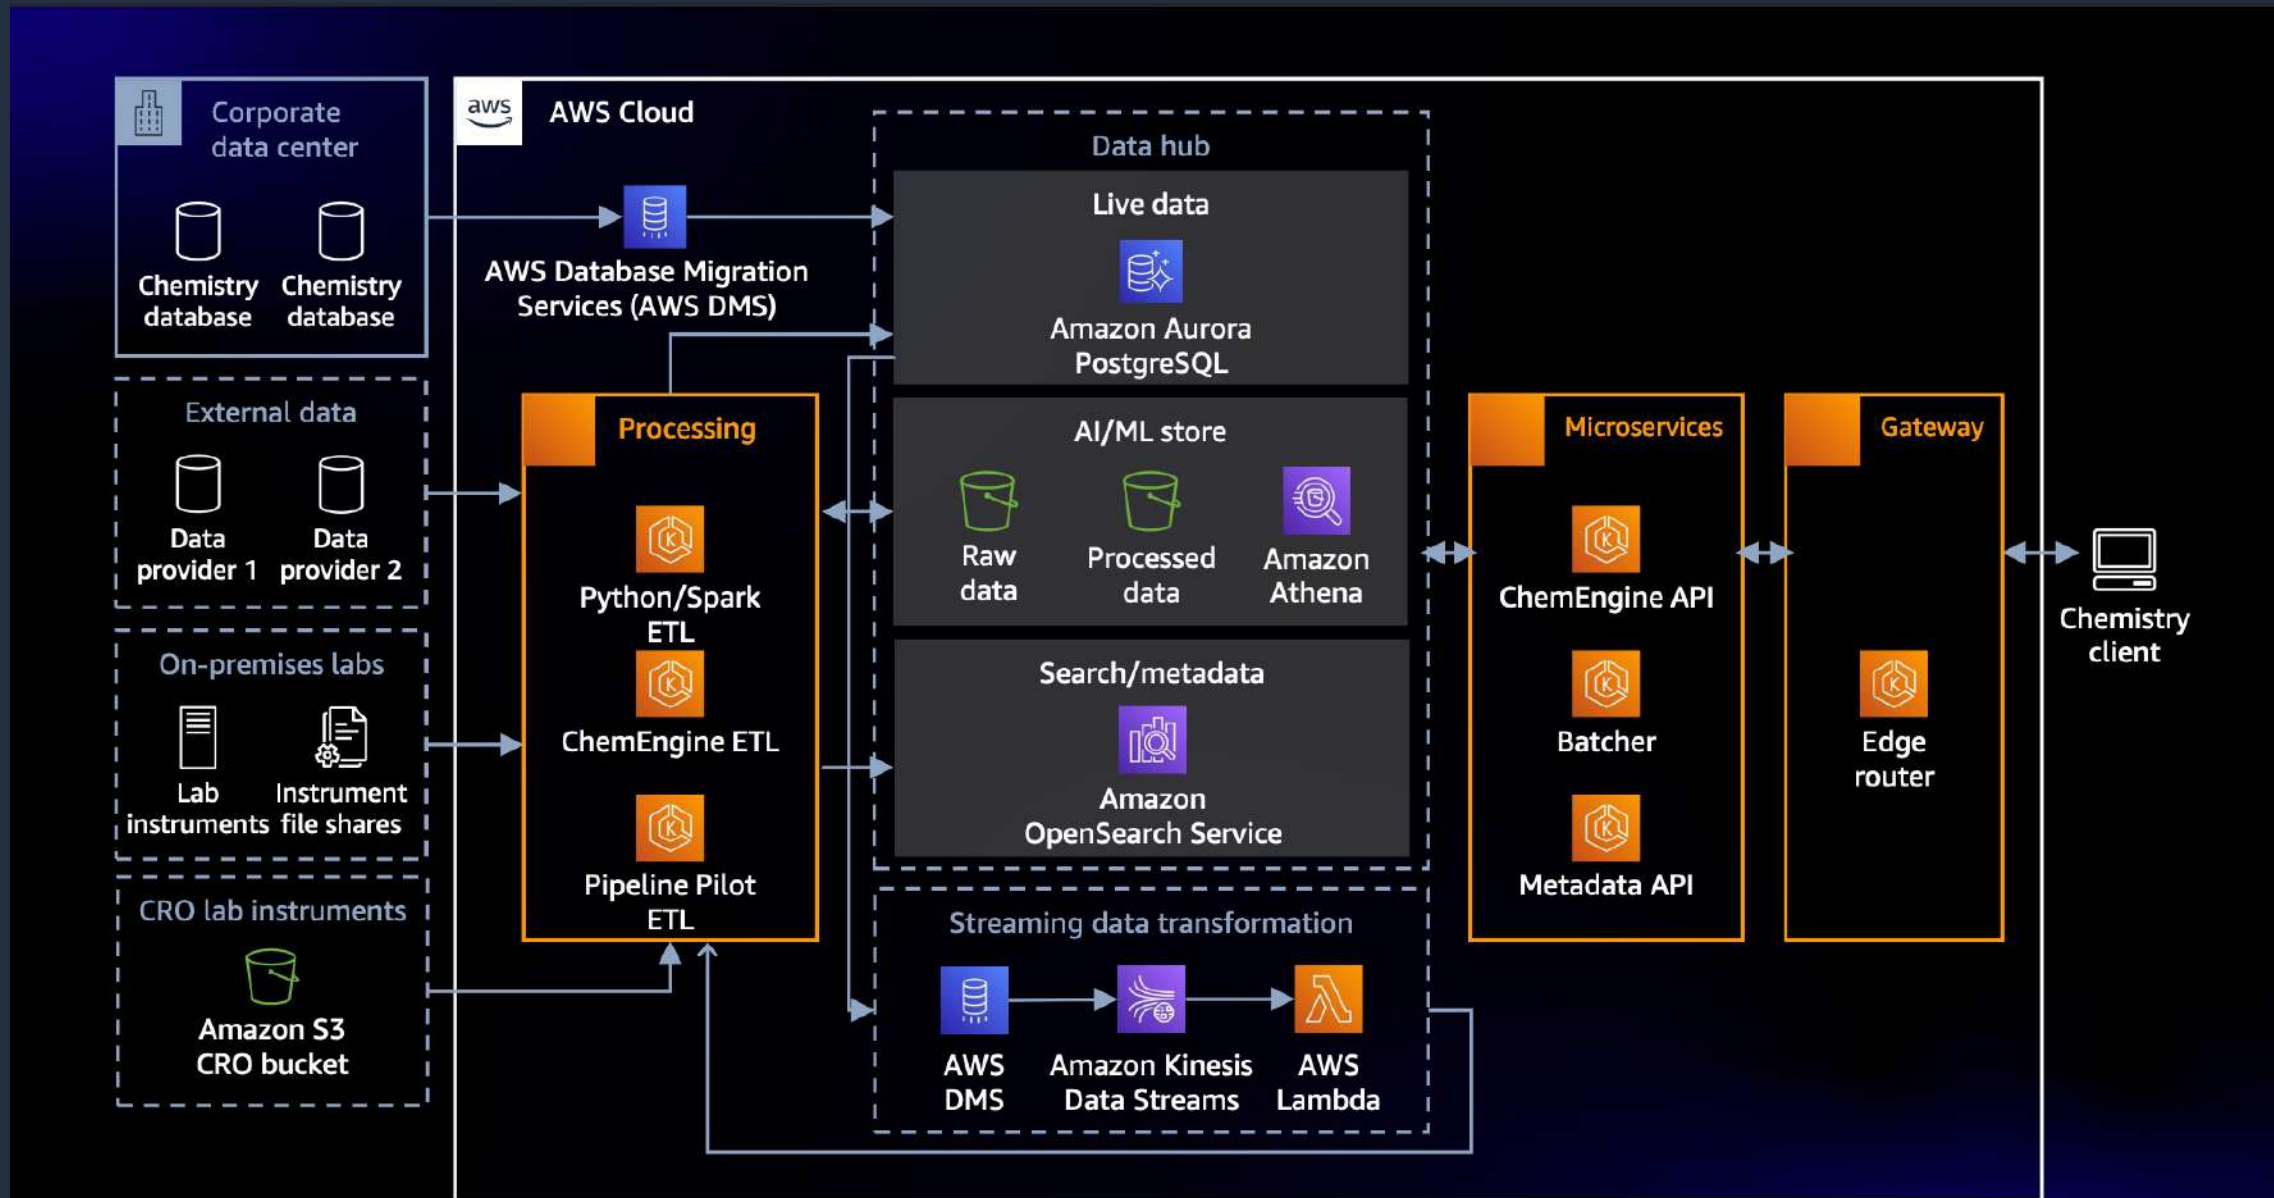 Corporate
data center
Chemistry
database
Chemistry
database
External data
Data
provider 1
Data
provider 2
On-premises labs
Lab
instruments
Instrument
file shares
CRO lab instruments
Amazon S3
CRO bucket
aws
AWS Cloud
AWS Database Migration
Services (AWS DMS)
Processing
Python/Spark
ETL
ChemEngine ETL
Pipeline Pilot
ETL
Data hub
Live data
Amazon Aurora
PostgreSQL
AI/ML store
Raw
data
Processed
data
Amazon
Athena
Search/metadata
Amazon
OpenSearch Service
Streaming data transformation
AWS
DMS
Amazon Kinesis
Data Streams
AWS
Lambda
Microservices
ChemEngine API
Batcher
Metadata API
Gateway
Edge
router
Chemistry
client